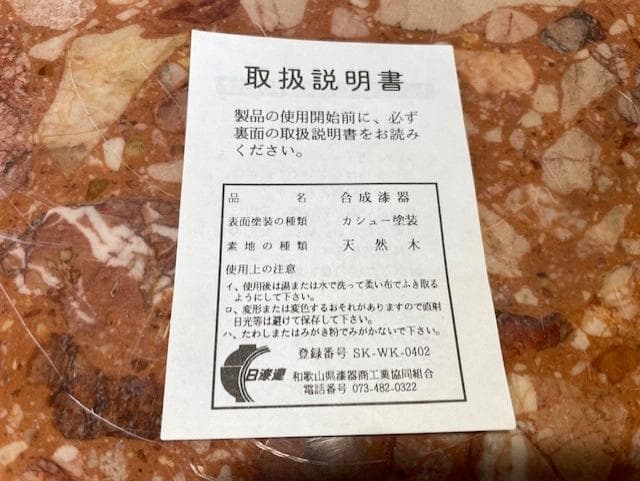 取扱説明書
製品の使用開始前に、必ず
裏面の取扱説明書をお読み
ください。
品名 合成漆器
表面塗装の種類 カシュー塗装
素地の種類 天然木
使用上の注意
イ、使用後は湯または水で洗って柔い布でふき取る
ようにして下さい。
ロ、変形または変色するおそれがありますので直射
日光等は避けて保存して下さい。
ハ、たわしまたはみがき粉でみがかないで下さい。
登録番号 SK-WK-0402
日漆連 和歌山県漆器商工業協同組合
電話番号 073-482-0322